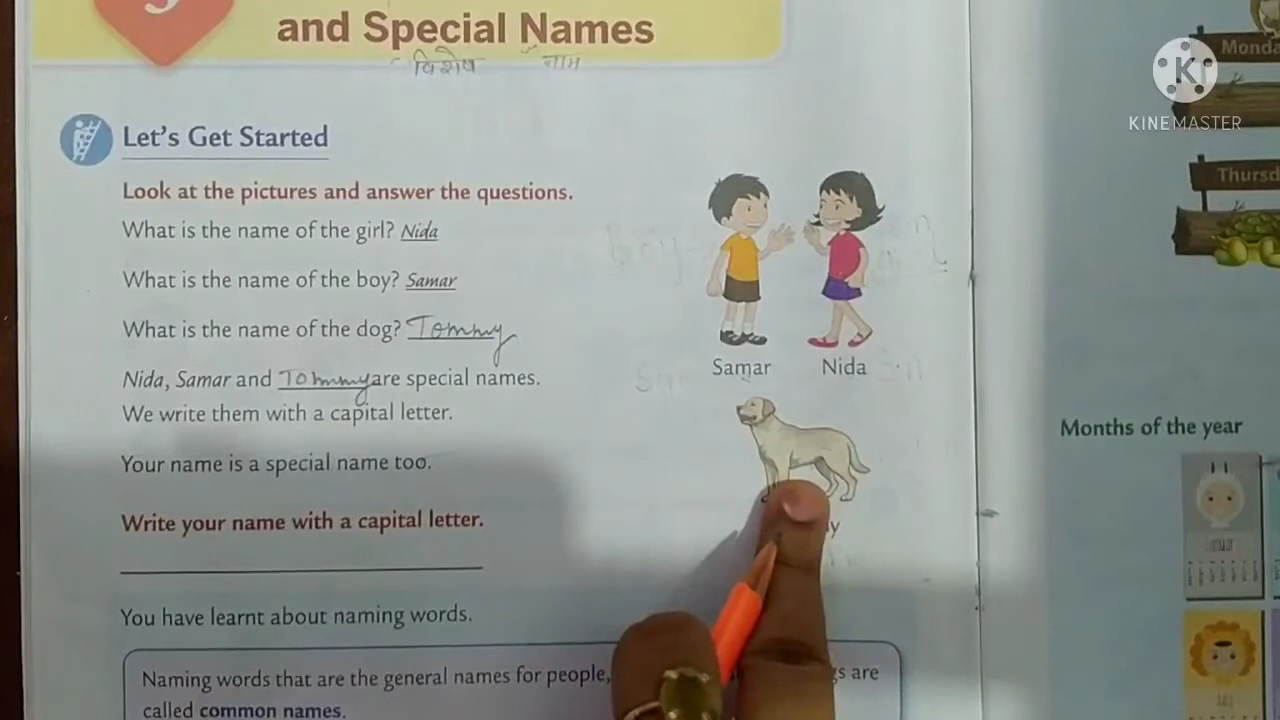 and Special Names
विशेष नाम
Let's Get Started
Look at the pictures and answer the questions.
What is the name of the girl? Nida
What is the name of the boy? Samar
What is the name of the dog? Tommy
Nida, Samar and Tommy are special names.
We write them with a capital letter.
Your name is a special name too.
Write your name with a capital letter.
You have learnt about naming words.
Naming words that are the general names for people,
are
called common names.
Samar
Nida
Months of the year
KINEMASTER